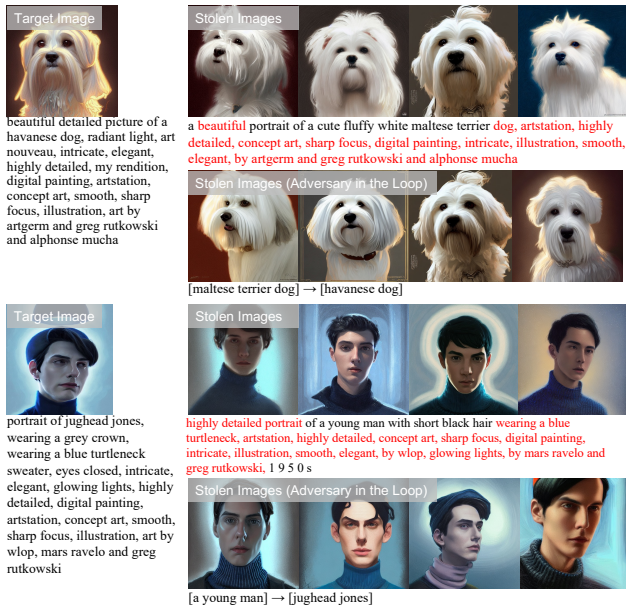 Target Image
beautiful detailed picture of a
havanese dog, radiant light, art
nouveau, intricate, elegant,
highly detailed, my rendition,
digital painting, artstation,
concept art, smooth, sharp
focus, illustration, art by
artgerm and greg rutkowski
and alphonse mucha
Stolen Images
a beautiful portrait of a cute fluffy white maltese terrier dog, artstation, highly
detailed, concept art, sharp focus, digital painting, intricate, illustration, smooth,
elegant, by artgerm and greg rutkowski and alphonse mucha
Stolen Images (Adversary in the Loop)
[maltese terrier dog] → [havanese dog]
Target Image
portrait of jughead jones,
wearing a grey crown,
wearing a blue turtleneck
sweater, eyes closed, intricate,
elegant, glowing lights, highly
detailed, digital painting,
artstation, concept art, smooth,
sharp focus, illustration, art by
wlop, mars ravelo and greg
rutkowski
Stolen Images
highly detailed portrait of a young man with short black hair wearing a blue
turtleneck, artstation, highly detailed, concept art, sharp focus, digital painting,
intricate, illustration, smooth, elegant, by wlop, glowing lights, by mars ravelo and
greg rutkowski, 1 9 5 0 s
Stolen Images (Adversary in the Loop)
[a young man] → [jughead jones]